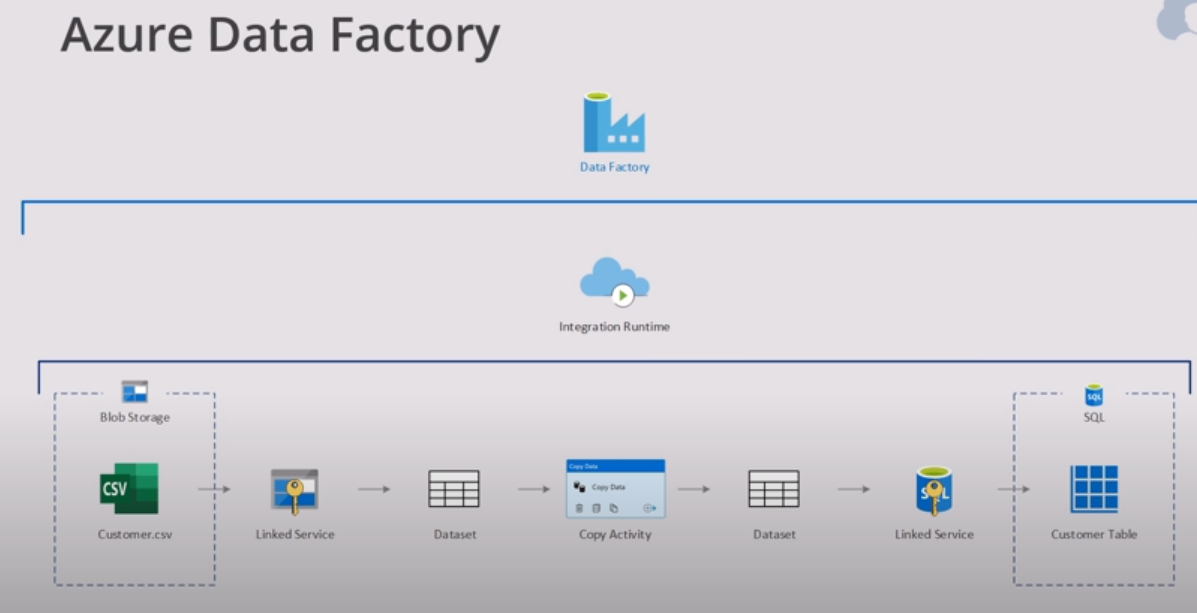 Azure Data Factory
Data Factory
Integration Runtime
Blob Storage
SQL
CSV
Copy Data
Copy Data
SQL
SQL
Customer.csv
Linked Service
Dataset
Copy Activity
Dataset
Linked Service
Customer Table